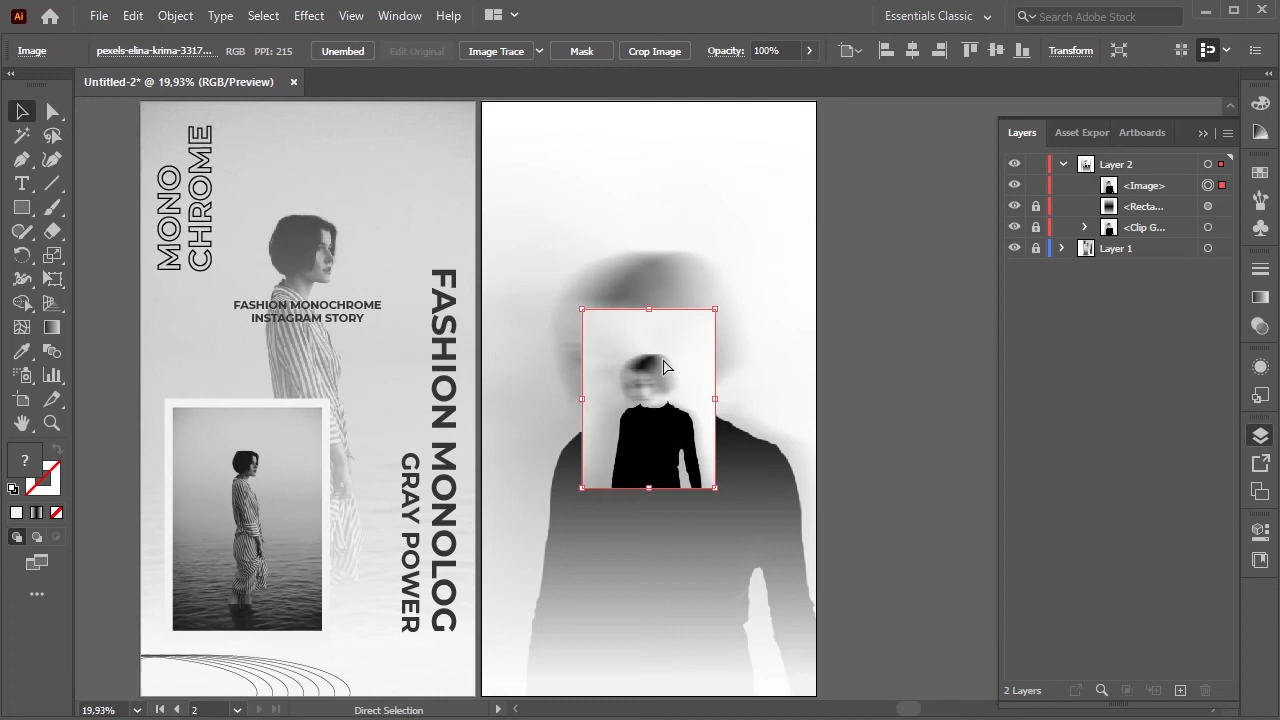 Ai
File Edit Object Type Select Effect View Window Help
Essentials Classic
Search Adobe Stock
Image
pexels-elina-krima-3317... RGB PPI: 215
Unembed
Edit Original
Image Trace
Mask
Crop Image
Opacity: 100%
Transform
Untitled-2* @ 19,93% (RGB/Preview)
MONO
CHROME
FASHION MONOCHROME
INSTAGRAM STORY
FASHION MONOLOG
GRAY POWER
?
Layers Asset Expor Artboards
Layer 2
<Image>
<Recta...
<Clip G...
Layer 1
2 Layers
19,93%
2
Direct Selection